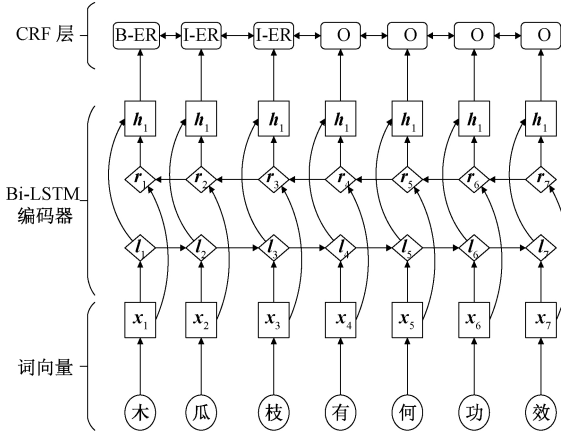 CRF 层
B-ER I-ER I-ER O O O O
h1 h1 h1 h1 h1 h1 h1
r1 r2 r3 r4 r5 r6 r7
Bi-LSTM
编码器
l1 l2 l3 l4 l5 l6 l7
x1 x2 x3 x4 x5 x6 x7
词向量
木 瓜 枝 有 何 功 效